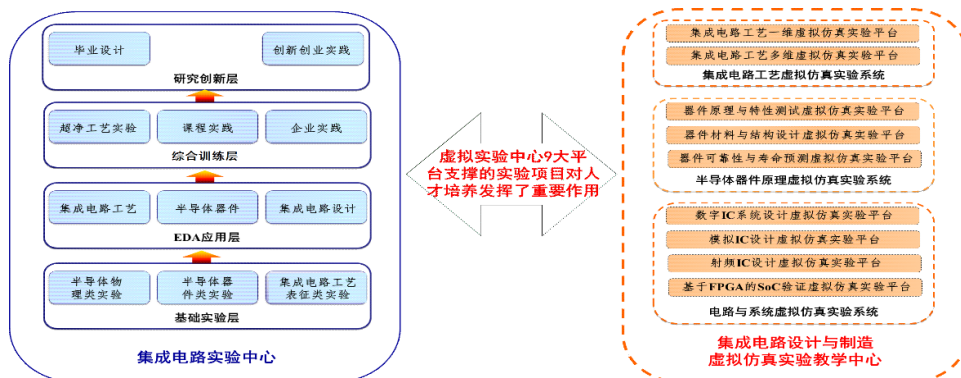 毕业设计
创新创业实践
研究创新层
超净工艺实验
课程实践
企业实践
综合训练层
集成电路工艺
半导体器件
集成电路设计
EDA应用层
半导体物
理类实验
半导体器
件类实验
集成电路工艺
表征类实验
基础实验层
集成电路实验中心
虚拟实验中心9大平
台支撑的实验项目对人
才培养发挥了重要作用
集成电路工艺一维虚拟仿真实验平台
集成电路工艺多维虚拟仿真实验平台
集成电路工艺虚拟仿真实验系统
器件原理与特性测试虚拟仿真实验平台
器件材料与结构设计虚拟仿真实验平台
器件可靠性与寿命预测虚拟仿真实验平台
半导体器件原理虚拟仿真实验系统
数字IC系统设计虚拟仿真实验平台
模拟IC设计虚拟仿真实验平台
射频IC设计虚拟仿真实验平台
基于FPGA的SoC验证虚拟仿真实验平台
电路与系统虚拟仿真实验系统
集成电路设计与制造
虚拟仿真实验教学中心